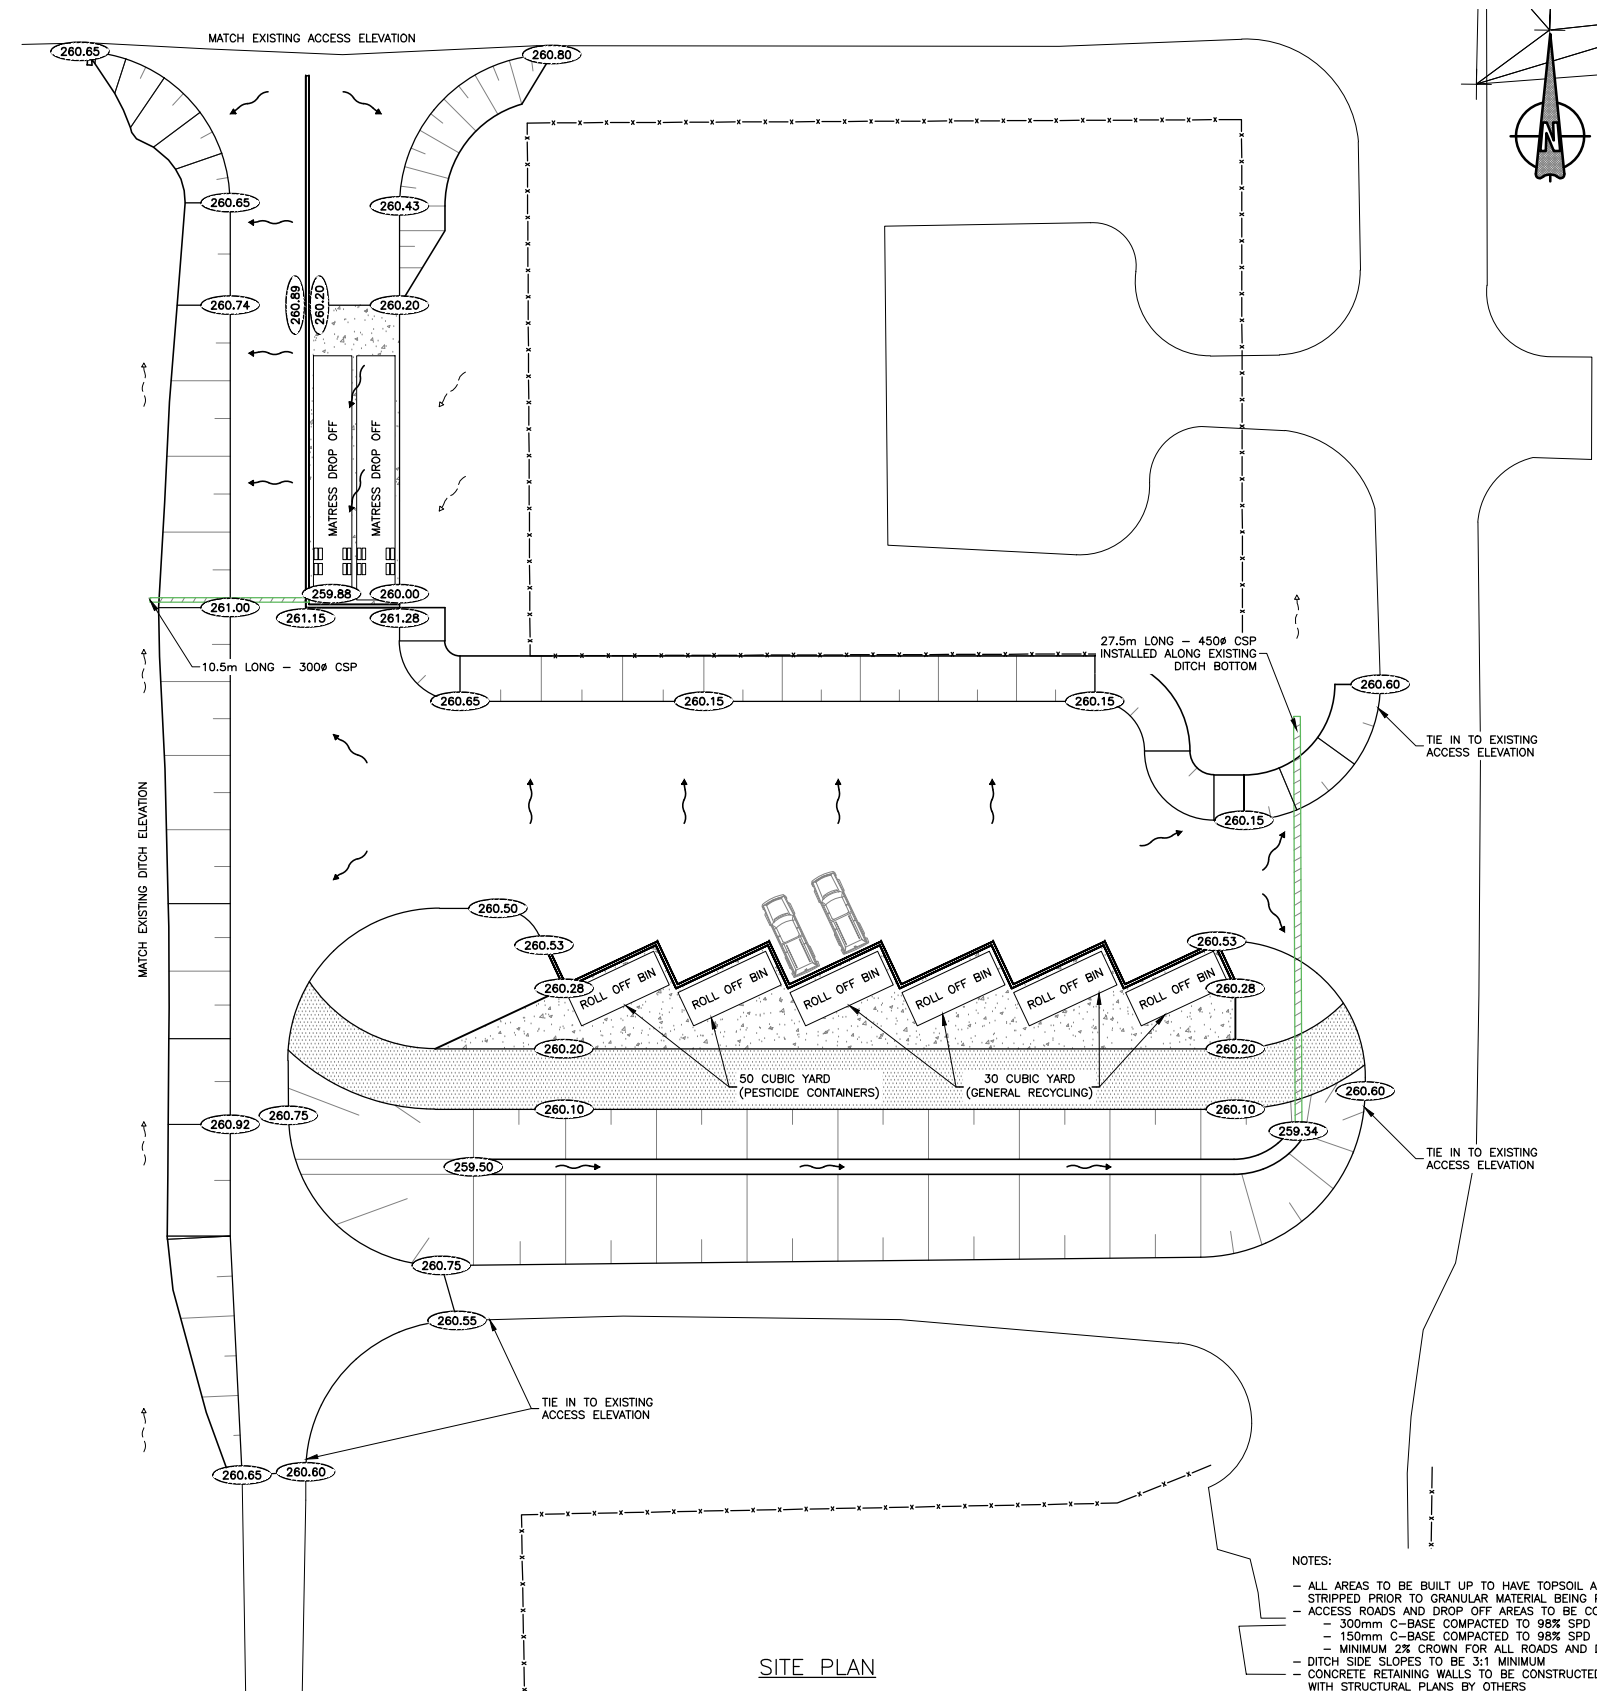 MATCH EXISTING ACCESS ELEVATION
260.65
260.80
N
260.65
260.43
260.89
260.20
260.74
260.20
MATRESS DROP OFF
MATRESS DROP OFF
259.88
260.00
261.00
261.15
261.28
10.5m LONG – 300ø CSP
27.5m LONG – 450ø CSP
INSTALLED ALONG EXISTING
DITCH BOTTOM
260.65
260.15
260.15
260.60
TIE IN TO EXISTING
ACCESS ELEVATION
260.15
MATCH EXISTING DITCH ELEVATION
260.50
260.53
260.53
260.28
ROLL OFF BIN
ROLL OFF BIN
ROLL OFF BIN
ROLL OFF BIN
ROLL OFF BIN
ROLL OFF BIN
260.28
260.20
260.20
50 CUBIC YARD
(PESTICIDE CONTAINERS)
30 CUBIC YARD
(GENERAL RECYCLING)
260.60
260.75
260.10
260.10
260.92
259.34
259.50
TIE IN TO EXISTING
ACCESS ELEVATION
260.75
260.55
TIE IN TO EXISTING
ACCESS ELEVATION
260.65
260.60
NOTES:
– ALL AREAS TO BE BUILT UP TO HAVE TOPSOIL
STRIPPED PRIOR TO GRANULAR MATERIAL BEING
– ACCESS ROADS AND DROP OFF AREAS TO BE
– 300mm C–BASE COMPACTED TO 98% SPD
– 150mm C–BASE COMPACTED TO 98% SPD
– MINIMUM 2% CROWN FOR ALL ROADS AND
– DITCH SIDE SLOPES TO BE 3:1 MINIMUM
– CONCRETE RETAINING WALLS TO BE CONSTRUCTED
WITH STRUCTURAL PLANS BY OTHERS
SITE PLAN